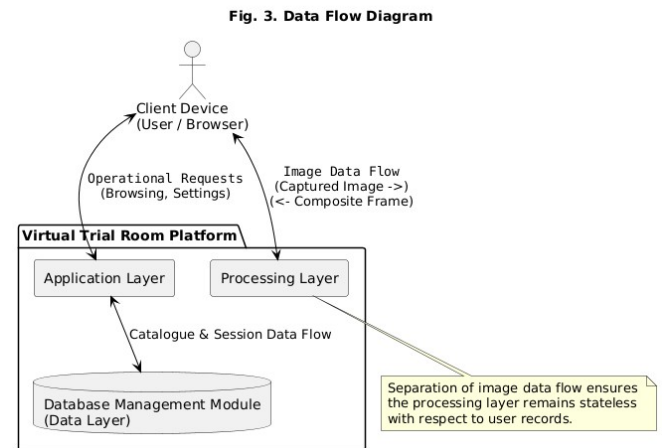 Fig. 3. Data Flow Diagram
Client Device
(User / Browser)
Operational Requests
(Browsing, Settings)
Image Data Flow
(Captured Image ->)
(<- Composite Frame)
Virtual Trial Room Platform
Application Layer
Processing Layer
Catalogue & Session Data Flow
Database Management Module
(Data Layer)
Separation of image data flow ensures
the processing layer remains stateless
with respect to user records.